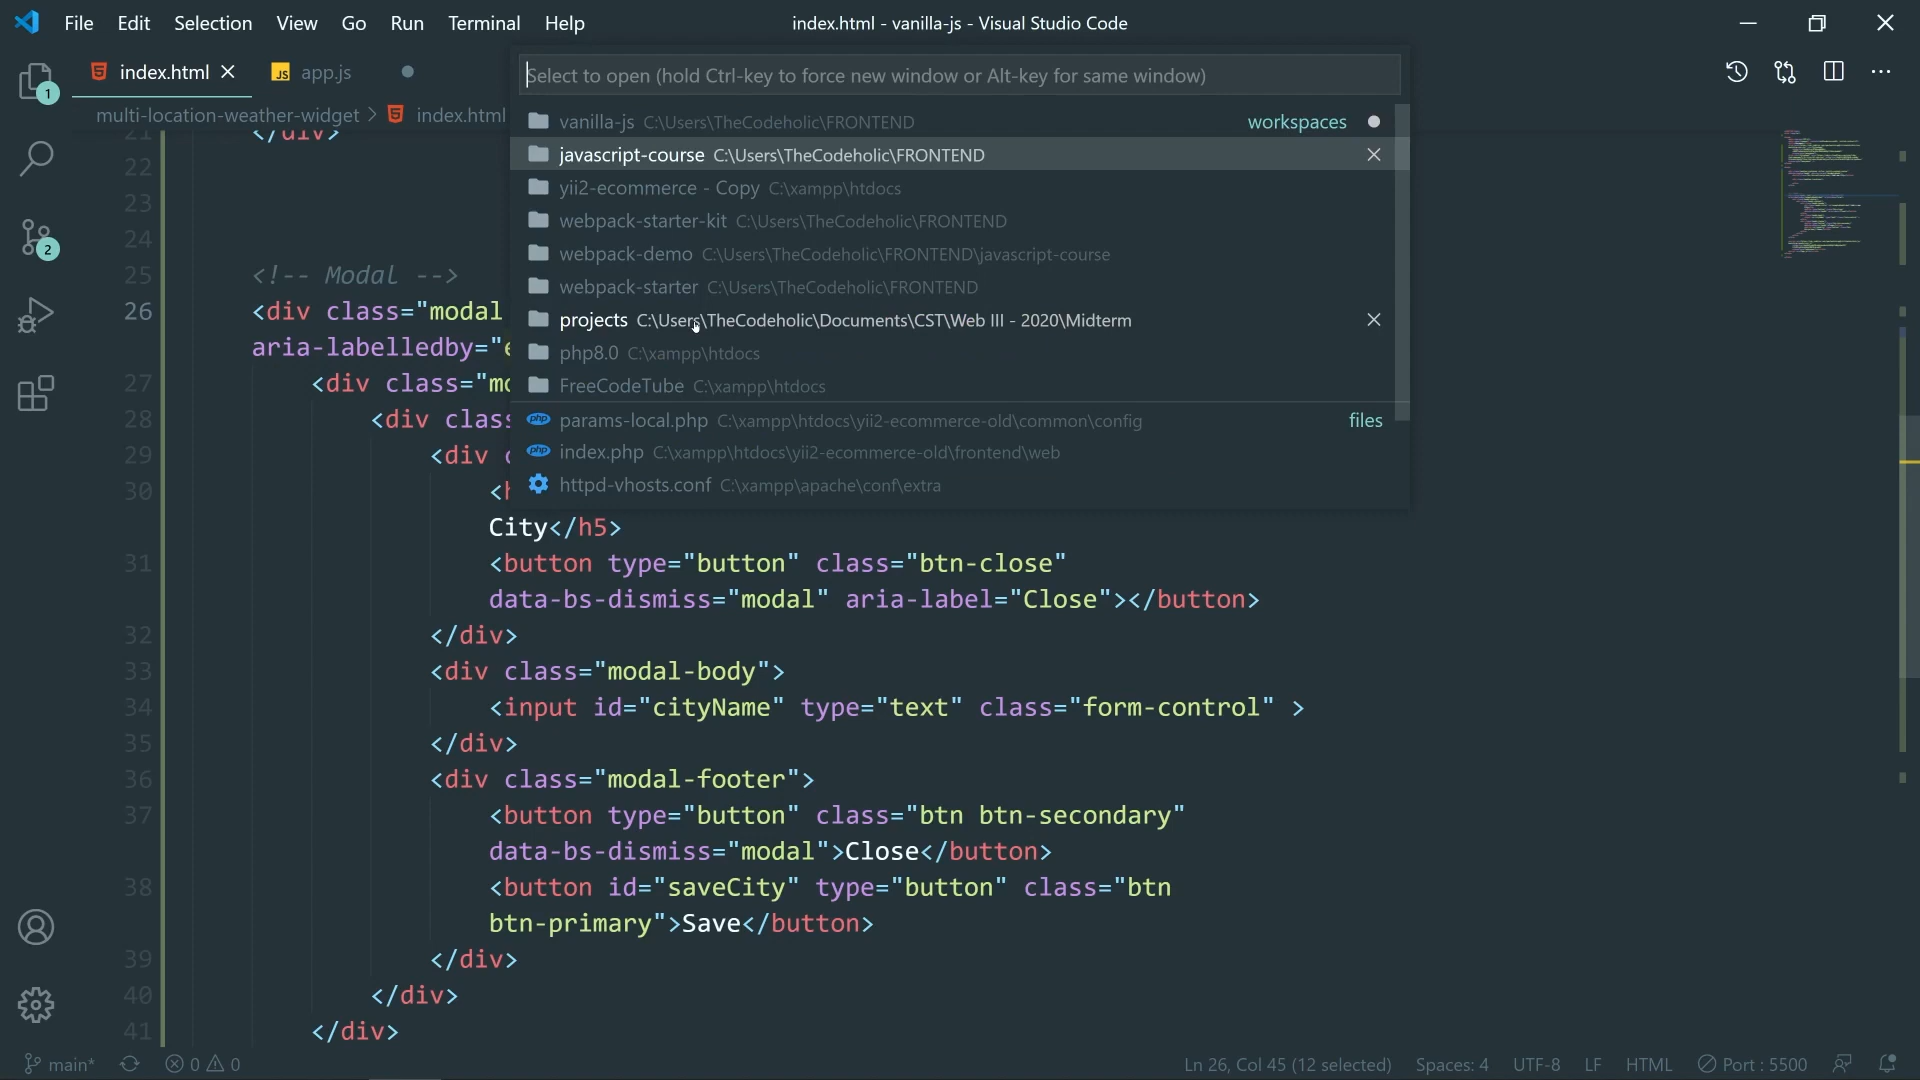 File Edit Selection View Go Run Terminal Help index.html - vanilla-js - Visual Studio Code
index.html JS app.js
multi-location-weather-widget > index.html
Select to open (hold Ctrl-key to force new window or Alt-key for same window)
vanilla-js C:\Users\TheCodeholic\FRONTEND workspaces
javascript-course C:\Users\TheCodeholic\FRONTEND
yii2-ecommerce - Copy C:\xampp\htdocs
webpack-starter-kit C:\Users\TheCodeholic\FRONTEND
webpack-demo C:\Users\TheCodeholic\FRONTEND\javascript-course
webpack-starter C:\Users\TheCodeholic\FRONTEND
projects C:\Users\TheCodeholic\Documents\CST\Web III - 2020\Midterm
php8.0 C:\xampp\htdocs
FreeCodeTube C:\xampp\htdocs
php params-local.php C:\xampp\htdocs\yii2-ecommerce-old\common\config files
php index.php C:\xampp\htdocs\yii2-ecommerce-old\frontend\web
httpd-vhosts.conf C:\xampp\apache\conf\extra
1
2
21 </div>
22
23
24
25 <!-- Modal -->
26 <div class="modal
aria-labelledby="
27 <div class="mo
28 <div class
29 <div
30 <h
City</h5>
31 <button type="button" class="btn-close"
data-bs-dismiss="modal" aria-label="Close"></button>
32 </div>
33 <div class="modal-body">
34 <input id="cityName" type="text" class="form-control" >
35 </div>
36 <div class="modal-footer">
37 <button type="button" class="btn btn-secondary"
data-bs-dismiss="modal">Close</button>
38 <button id="saveCity" type="button" class="btn
btn-primary">Save</button>
39 </div>
40 </div>
41 </div>
main* 0 0 Ln 26, Col 45 (12 selected) Spaces: 4 UTF-8 LF HTML Port : 5500